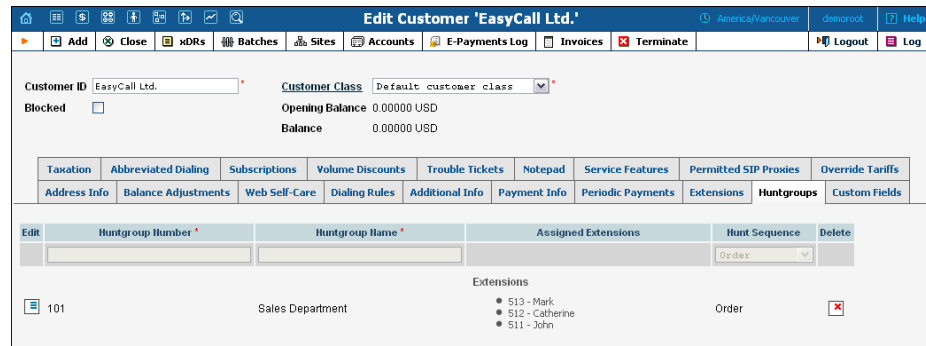 Edit Customer 'EasyCall Ltd.' America/Vancouver demoroot Help
Add Close xDRs Batches Sites Accounts E-Payments Log Invoices Terminate Logout Log
Customer ID EasyCall Ltd. * Customer Class Default customer class *
Blocked Opening Balance 0.00000 USD
Balance 0.00000 USD
Taxation Abbreviated Dialing Subscriptions Volume Discounts Trouble Tickets Notepad Service Features Permitted SIP Proxies Override Tariffs
Address Info Balance Adjustments Web Self-Care Dialing Rules Additional Info Payment Info Periodic Payments Extensions Huntgroups Custom Fields
Edit Huntgroup Number * Huntgroup Name * Assigned Extensions Hunt Sequence Delete
Order
Extensions
101 Sales Department • 513 - Mark Order
• 512 - Catherine
• 511 - John